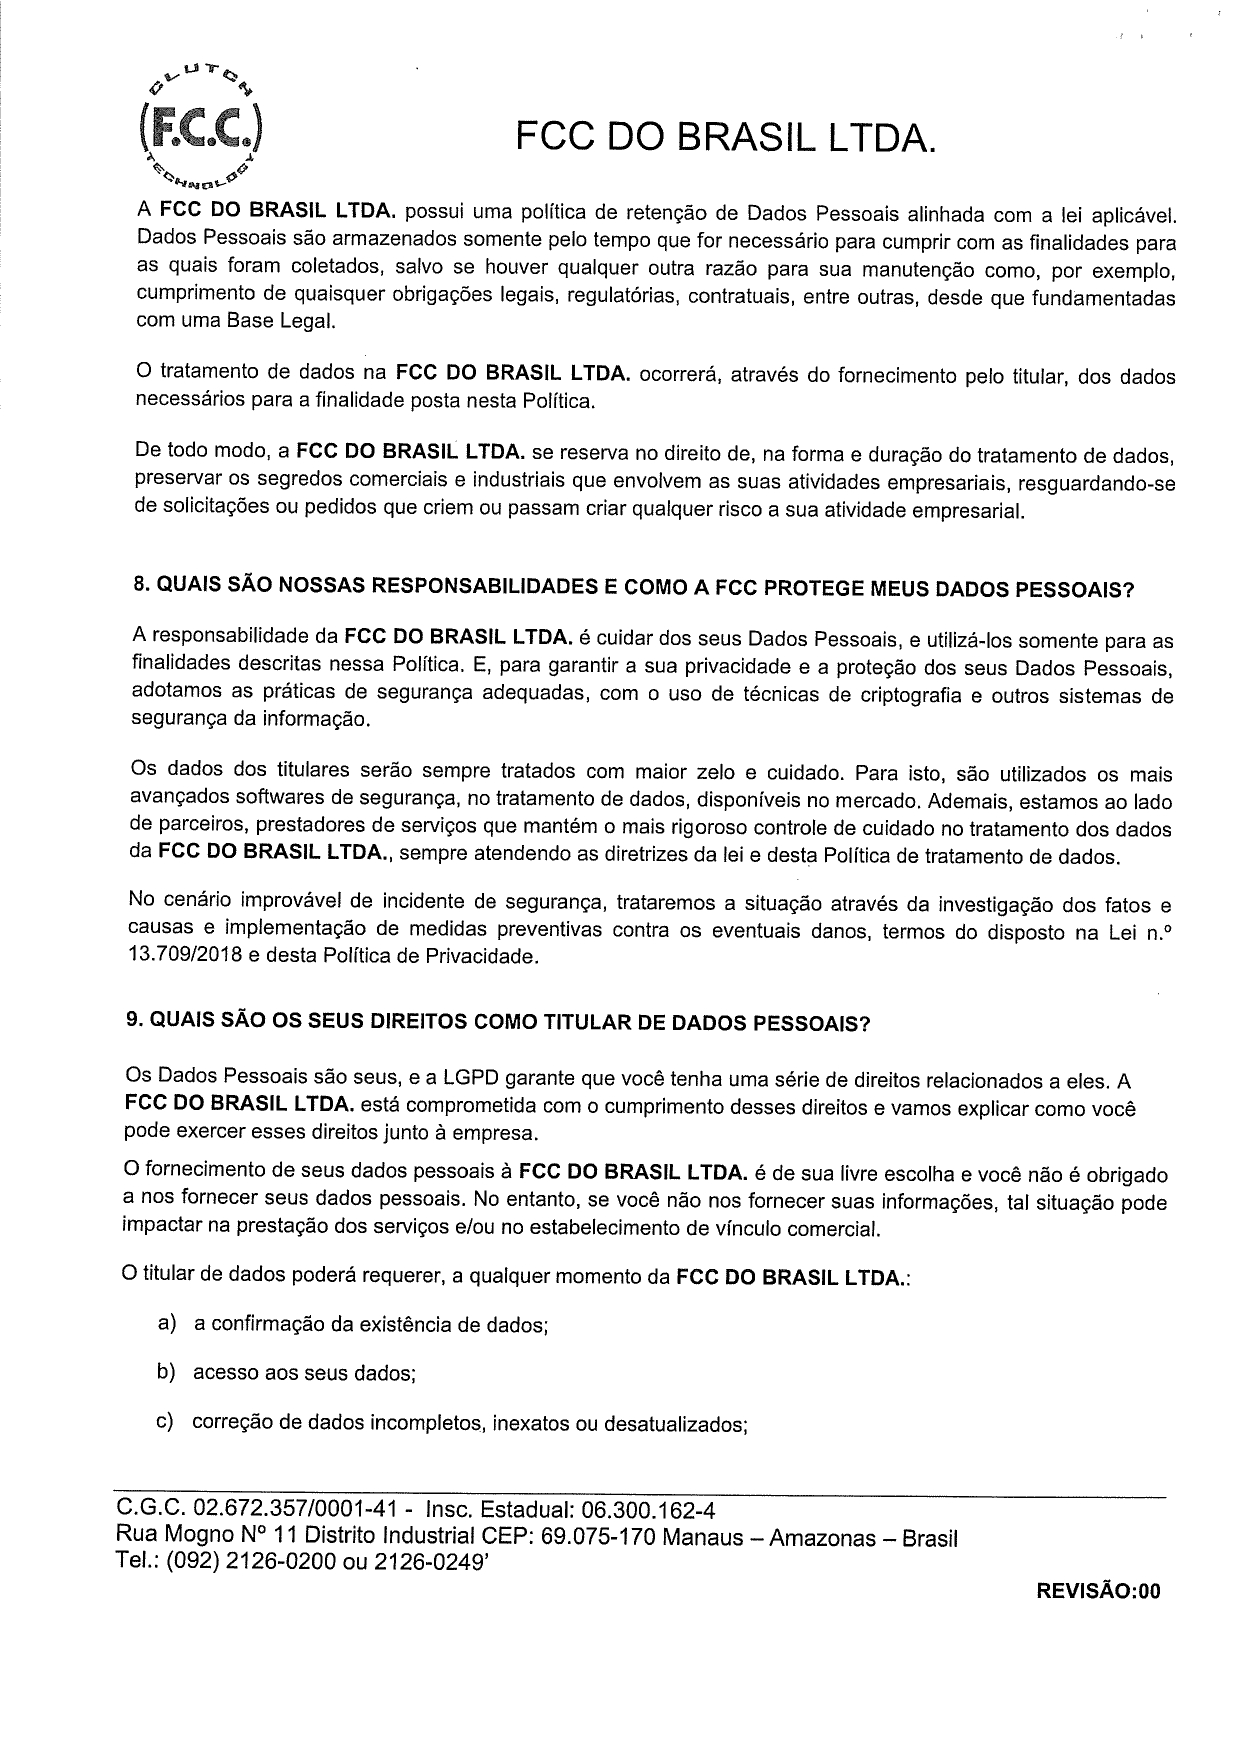 CLUTCH
(F.C.C.)
TECHNOLOGY
FCC DO BRASIL LTDA.
A FCC DO BRASIL LTDA. possui uma política de retenção de Dados Pessoais alinhada com a lei aplicável.
Dados Pessoais são armazenados somente pelo tempo que for necessário para cumprir com as finalidades para
as quais foram coletados, salvo se houver qualquer outra razão para sua manutenção como, por exemplo,
cumprimento de quaisquer obrigações legais, regulatórias, contratuais, entre outras, desde que fundamentadas
com uma Base Legal.
O tratamento de dados na FCC DO BRASIL LTDA. ocorrerá, através do fornecimento pelo titular, dos dados
necessários para a finalidade posta nesta Política.
De todo modo, a FCC DO BRASIL LTDA. se reserva no direito de, na forma e duração do tratamento de dados,
preservar os segredos comerciais e industriais que envolvem as suas atividades empresariais, resguardando-se
de solicitações ou pedidos que criem ou passam criar qualquer risco a sua atividade empresarial.
8. QUAIS SÃO NOSSAS RESPONSABILIDADES E COMO A FCC PROTEGE MEUS DADOS PESSOAIS?
A responsabilidade da FCC DO BRASIL LTDA. é cuidar dos seus Dados Pessoais, e utilizá-los somente para as
finalidades descritas nessa Política. E, para garantir a sua privacidade e a proteção dos seus Dados Pessoais,
adotamos as práticas de segurança adequadas, com o uso de técnicas de criptografia e outros sistemas de
segurança da informação.
Os dados dos titulares serão sempre tratados com maior zelo e cuidado. Para isto, são utilizados os mais
avançados softwares de segurança, no tratamento de dados, disponíveis no mercado. Ademais, estamos ao lado
de parceiros, prestadores de serviços que mantém o mais rigoroso controle de cuidado no tratamento dos dados
da FCC DO BRASIL LTDA., sempre atendendo as diretrizes da lei e desta Política de tratamento de dados.
No cenário improvável de incidente de segurança, trataremos a situação através da investigação dos fatos e
causas e implementação de medidas preventivas contra os eventuais danos, termos do disposto na Lei n.º
13.709/2018 e desta Política de Privacidade.
9. QUAIS SÃO OS SEUS DIREITOS COMO TITULAR DE DADOS PESSOAIS?
Os Dados Pessoais são seus, e a LGPD garante que você tenha uma série de direitos relacionados a eles. A
FCC DO BRASIL LTDA. está comprometida com o cumprimento desses direitos e vamos explicar como você
pode exercer esses direitos junto à empresa.
O fornecimento de seus dados pessoais à FCC DO BRASIL LTDA. é de sua livre escolha e você não é obrigado
a nos fornecer seus dados pessoais. No entanto, se você não nos fornecer suas informações, tal situação pode
impactar na prestação dos serviços e/ou no estabelecimento de vínculo comercial.
O titular de dados poderá requerer, a qualquer momento da FCC DO BRASIL LTDA.:
a) a confirmação da existência de dados;
b) acesso aos seus dados;
c) correção de dados incompletos, inexatos ou desatualizados;
C.G.C. 02.672.357/0001-41 - Insc. Estadual: 06.300.162-4
Rua Mogno Nº 11 Distrito Industrial CEP: 69.075-170 Manaus – Amazonas – Brasil
Tel.: (092) 2126-0200 ou 2126-0249'
REVISÃO:00